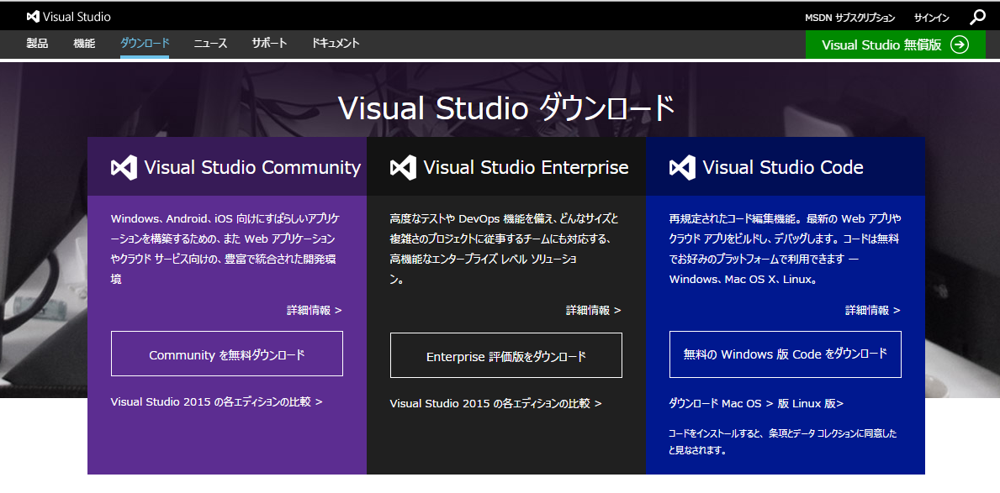 Visual Studio
MSDN サブスクリプション サインイン
製品 機能 ダウンロード ニュース サポート ドキュメント
Visual Studio 無償版
Visual Studio ダウンロード
Visual Studio Community
Windows、Android、iOS 向けにすばらしいアプリケ
ーションを構築するための、また Web アプリケーション
やクラウド サービス向けの、豊富で統合された開発環
境
詳細情報 >
Community を無料ダウンロード
Visual Studio 2015 の各エディションの比較 >
Visual Studio Enterprise
高度なテストや DevOps 機能を備え、どんなサイズと
複雑さのプロジェクトに従事するチームにも対応する、
高機能なエンタープライズ レベル ソリューショ
ン。
詳細情報 >
Enterprise 評価版をダウンロード
Visual Studio 2015 の各エディションの比較 >
Visual Studio Code
再規定されたコード編集機能。最新の Web アプリや
クラウド アプリをビルドし、デバッグします。コードは無料
でお好みのプラットフォームで利用できます —
Windows、Mac OS X、Linux。
詳細情報 >
無料の Windows 版 Code をダウンロード
ダウンロード Mac OS > 版 Linux 版>
コードをインストールすると、条項とデータ コレクションに同意した
と見なされます。